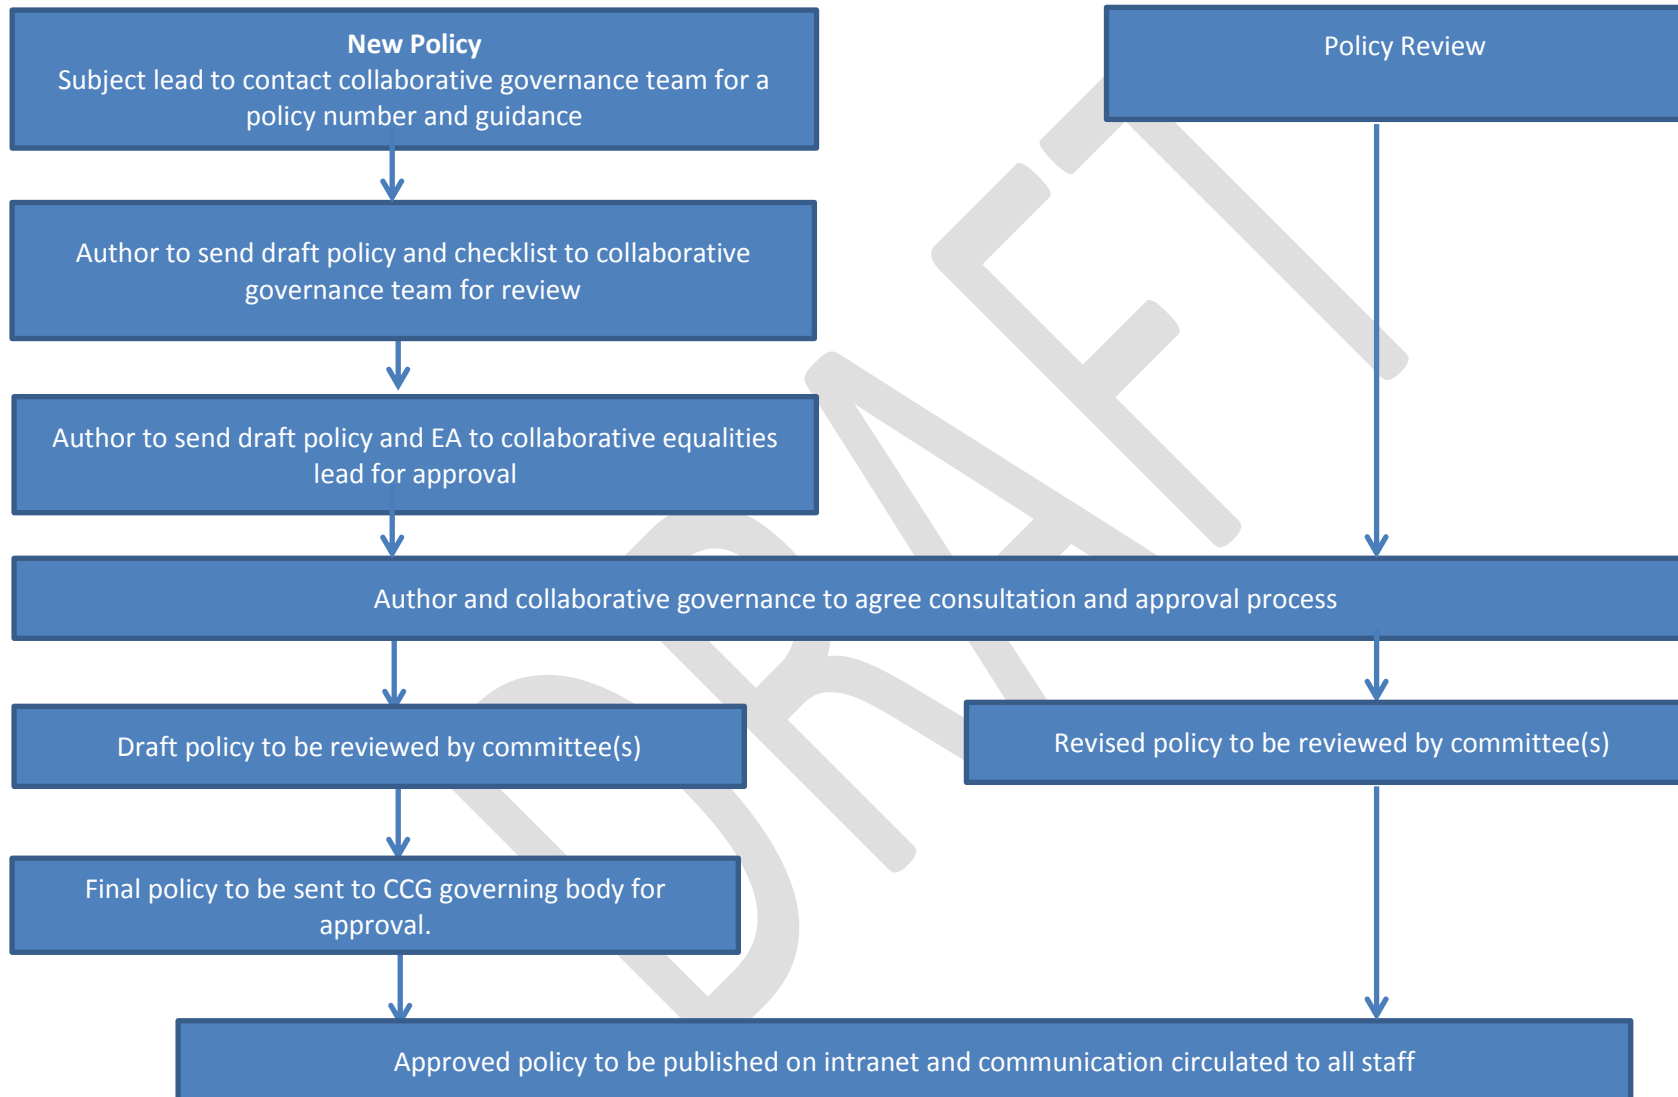 New Policy
Subject lead to contact collaborative governance team for a
policy number and guidance
Policy Review
Author to send draft policy and checklist to collaborative
governance team for review
Author to send draft policy and EA to collaborative equalities
lead for approval
Author and collaborative governance to agree consultation and approval process
Draft policy to be reviewed by committee(s)
Revised policy to be reviewed by committee(s)
Final policy to be sent to CCG governing body for
approval.
Approved policy to be published on intranet and communication circulated to all staff
DRAFT